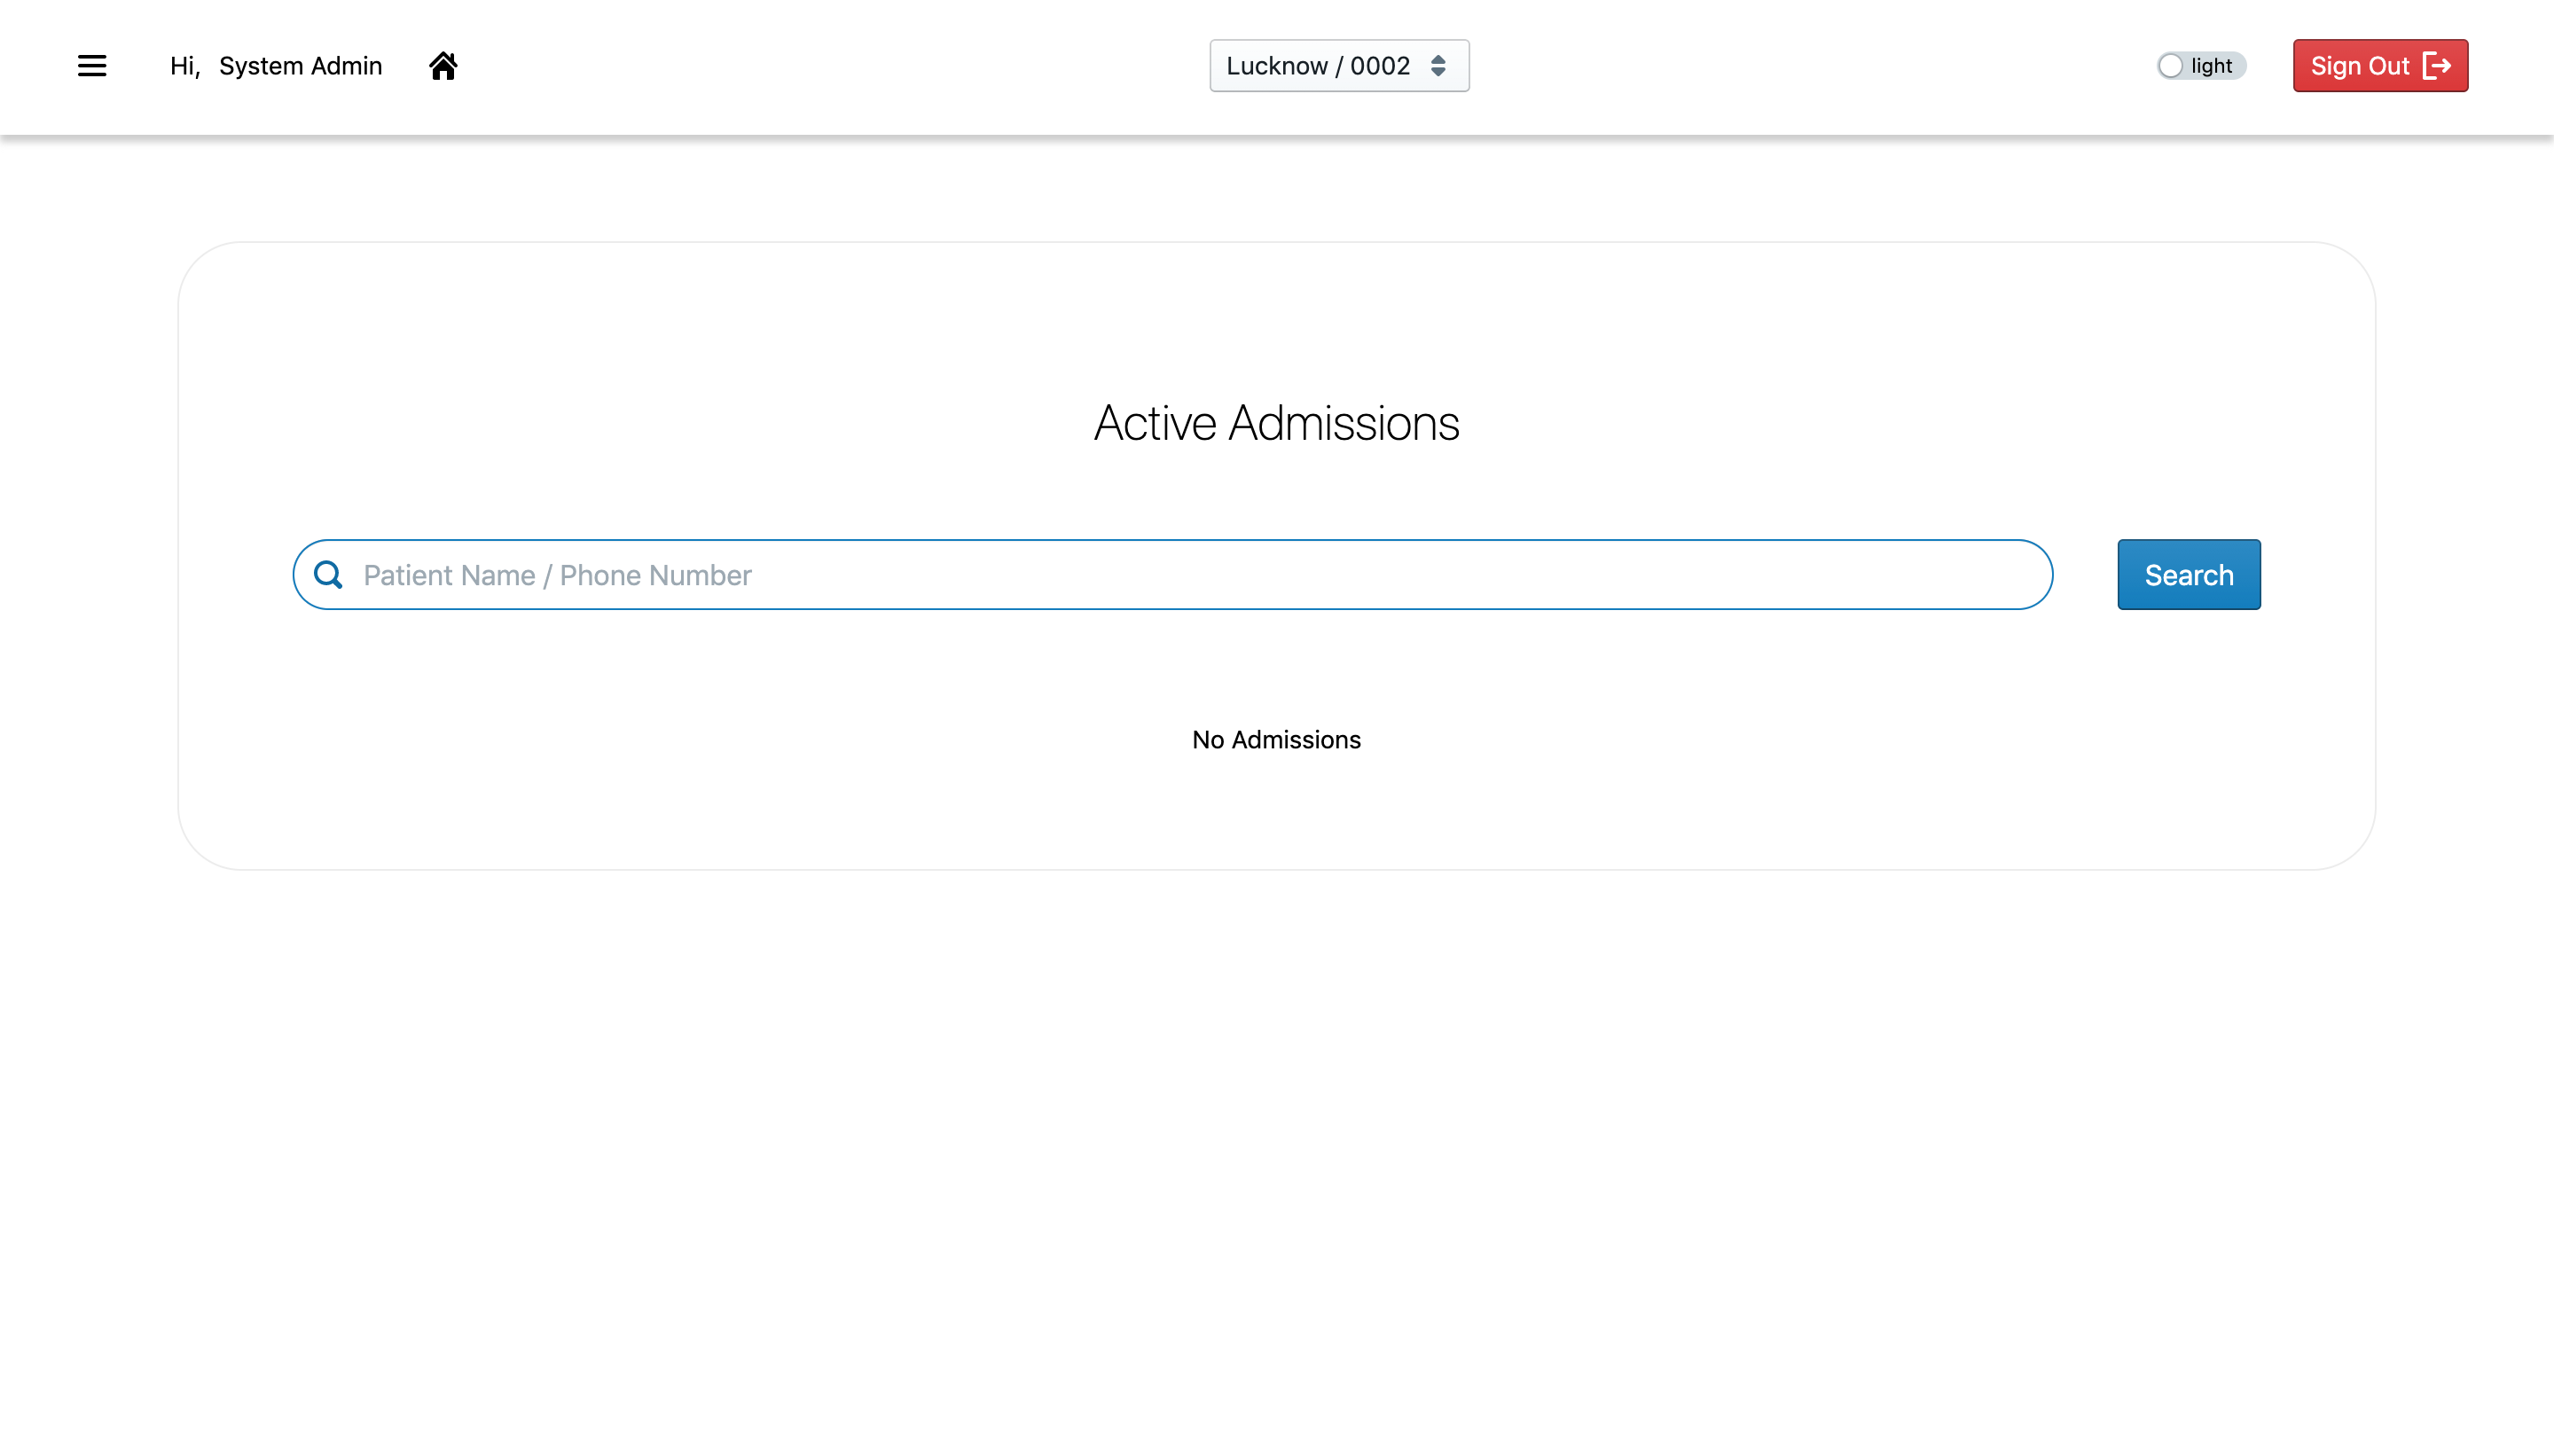 Hi, System Admin
Lucknow / 0002
light
Sign Out
Active Admissions
Patient Name / Phone Number
Search
No Admissions